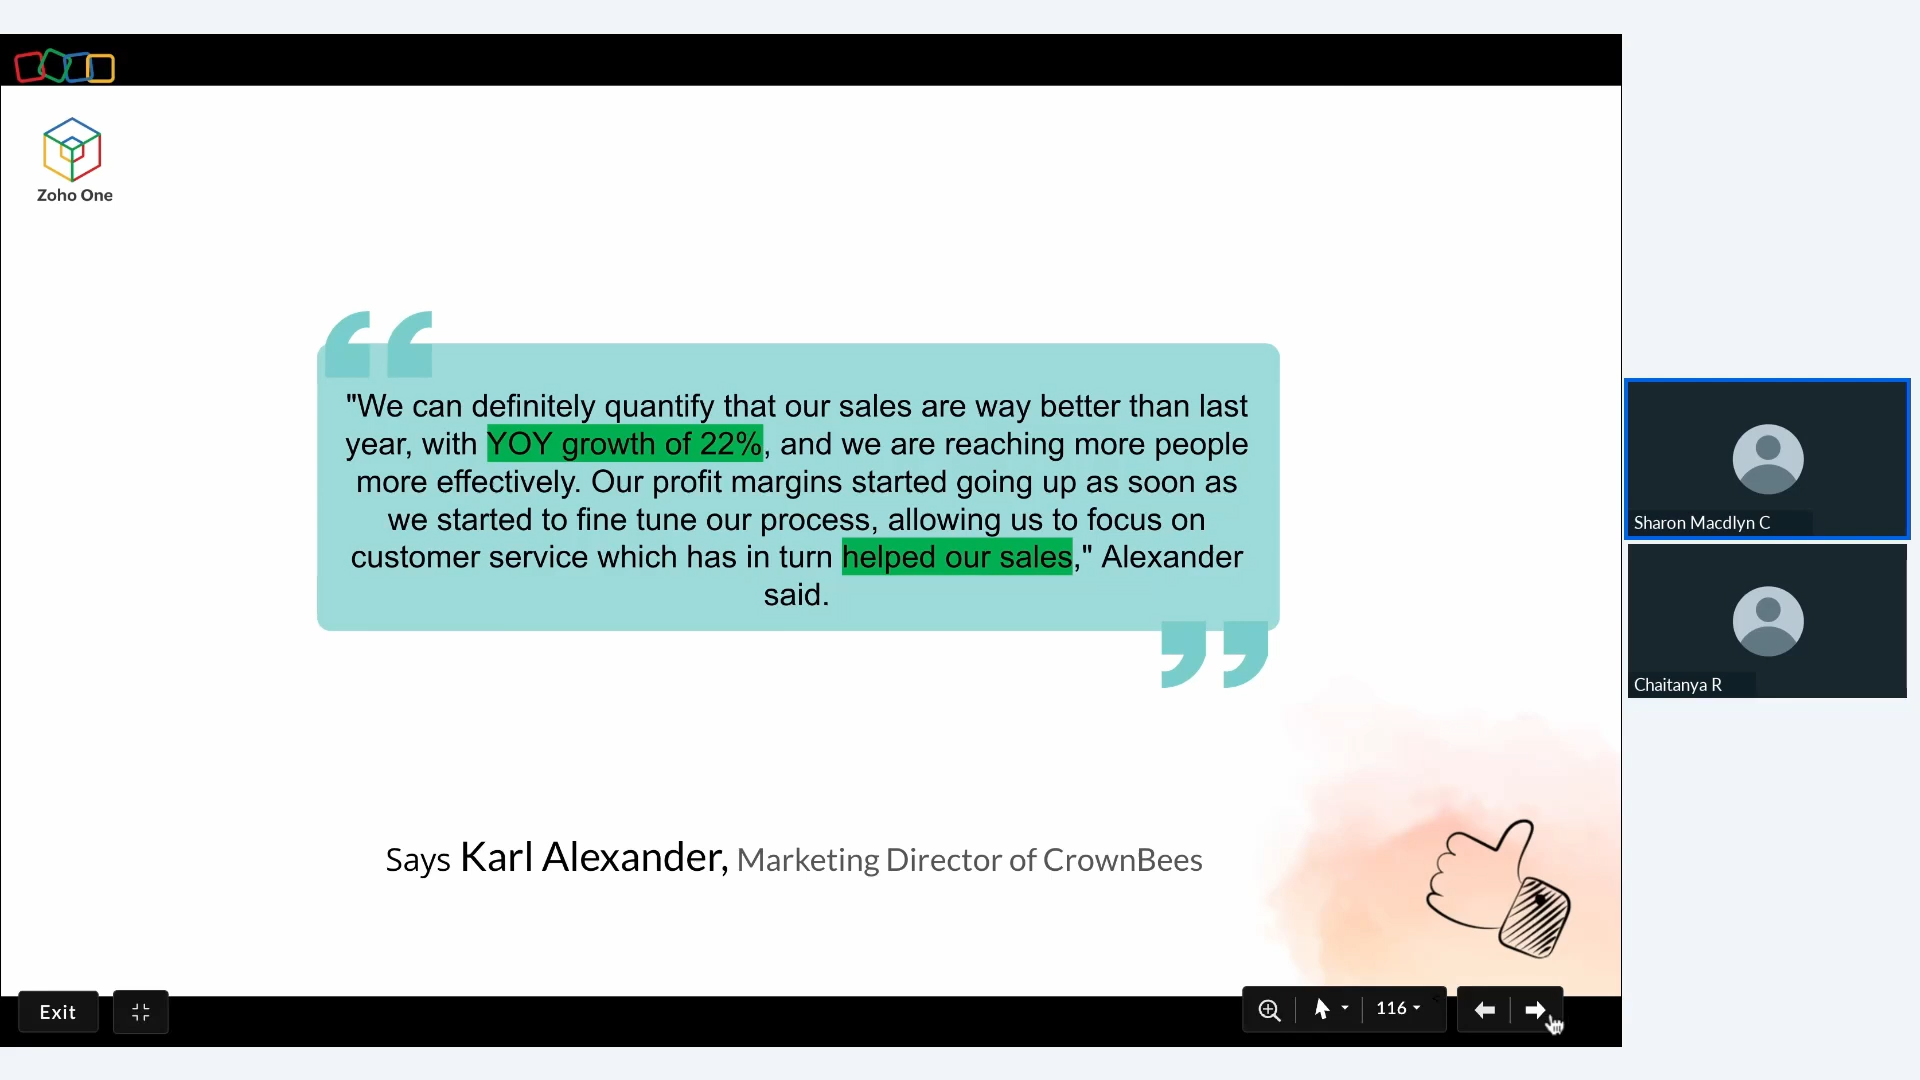 Zoho One
"We can definitely quantify that our sales are way better than last
year, with YOY growth of 22%, and we are reaching more people
more effectively. Our profit margins started going up as soon as
we started to fine tune our process, allowing us to focus on
customer service which has in turn helped our sales," Alexander
said.
Says Karl Alexander, Marketing Director of CrownBees
Sharon Macdlyn C
Chaitanya R
Exit
116